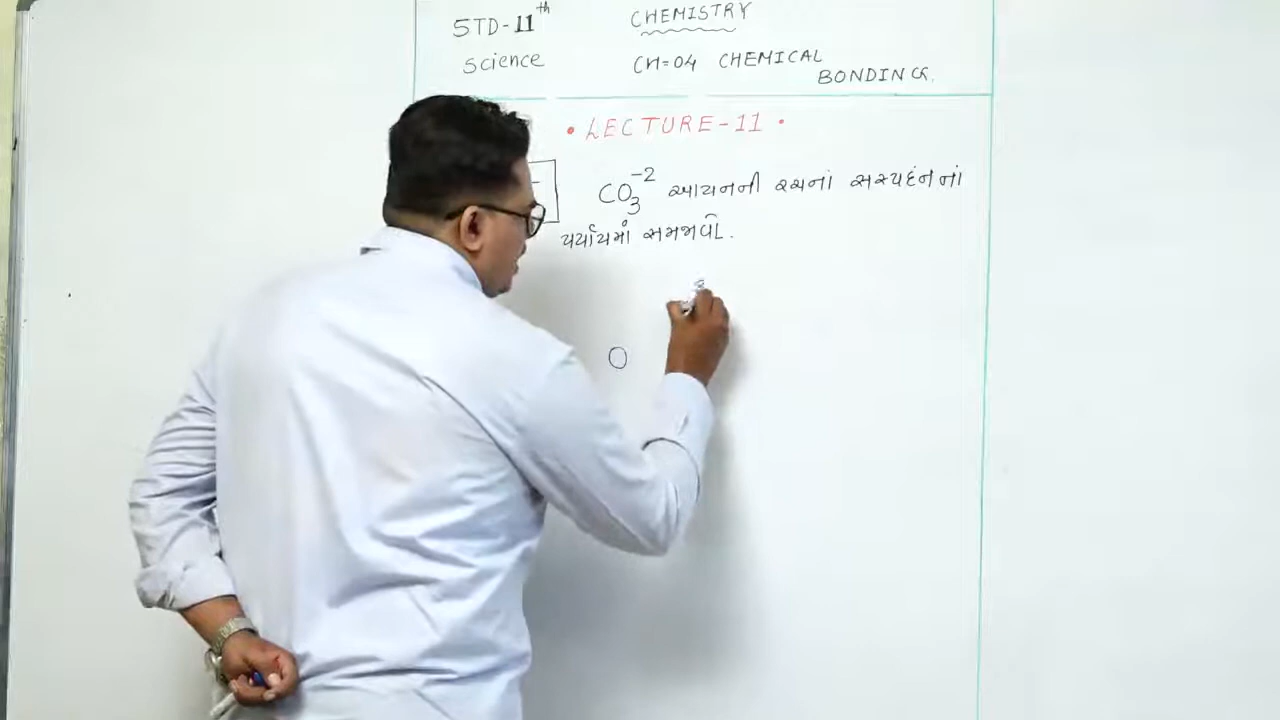 STD-11th
CHEMISTRY
Science
CH=04 CHEMICAL
BONDING.
• LECTURE-11 •
CO₃⁻² આયનની રચનાં સસ્પંદનનાં
પર્યાયમાં સમજાવો.
O